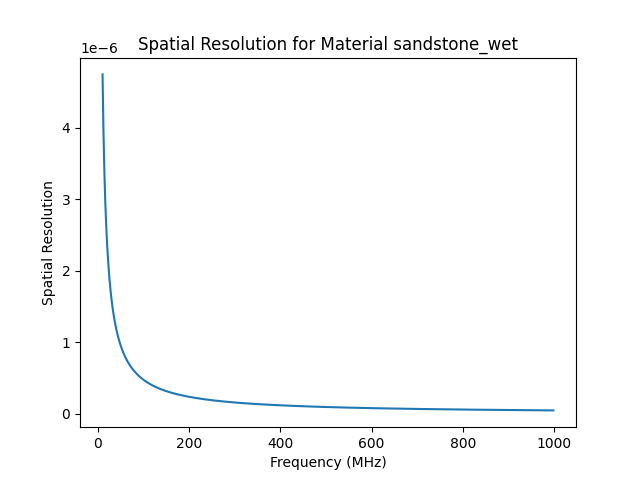 Spatial Resolution for Material sandstone_wet
1e−6
4
3
2
1
0
Spatial Resolution
0 200 400 600 800 1000
Frequency (MHz)